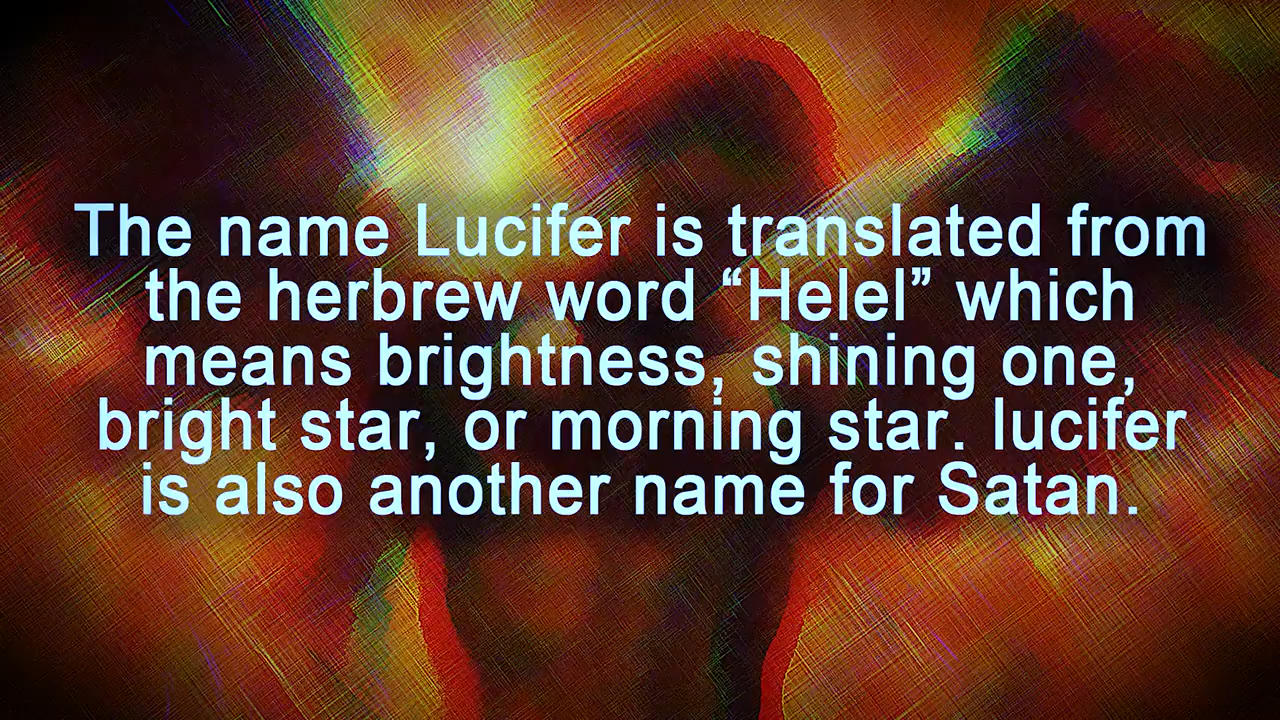 The name Lucifer is translated from
the herbrew word “Helel” which
means brightness, shining one,
bright star, or morning star. lucifer
is also another name for Satan.